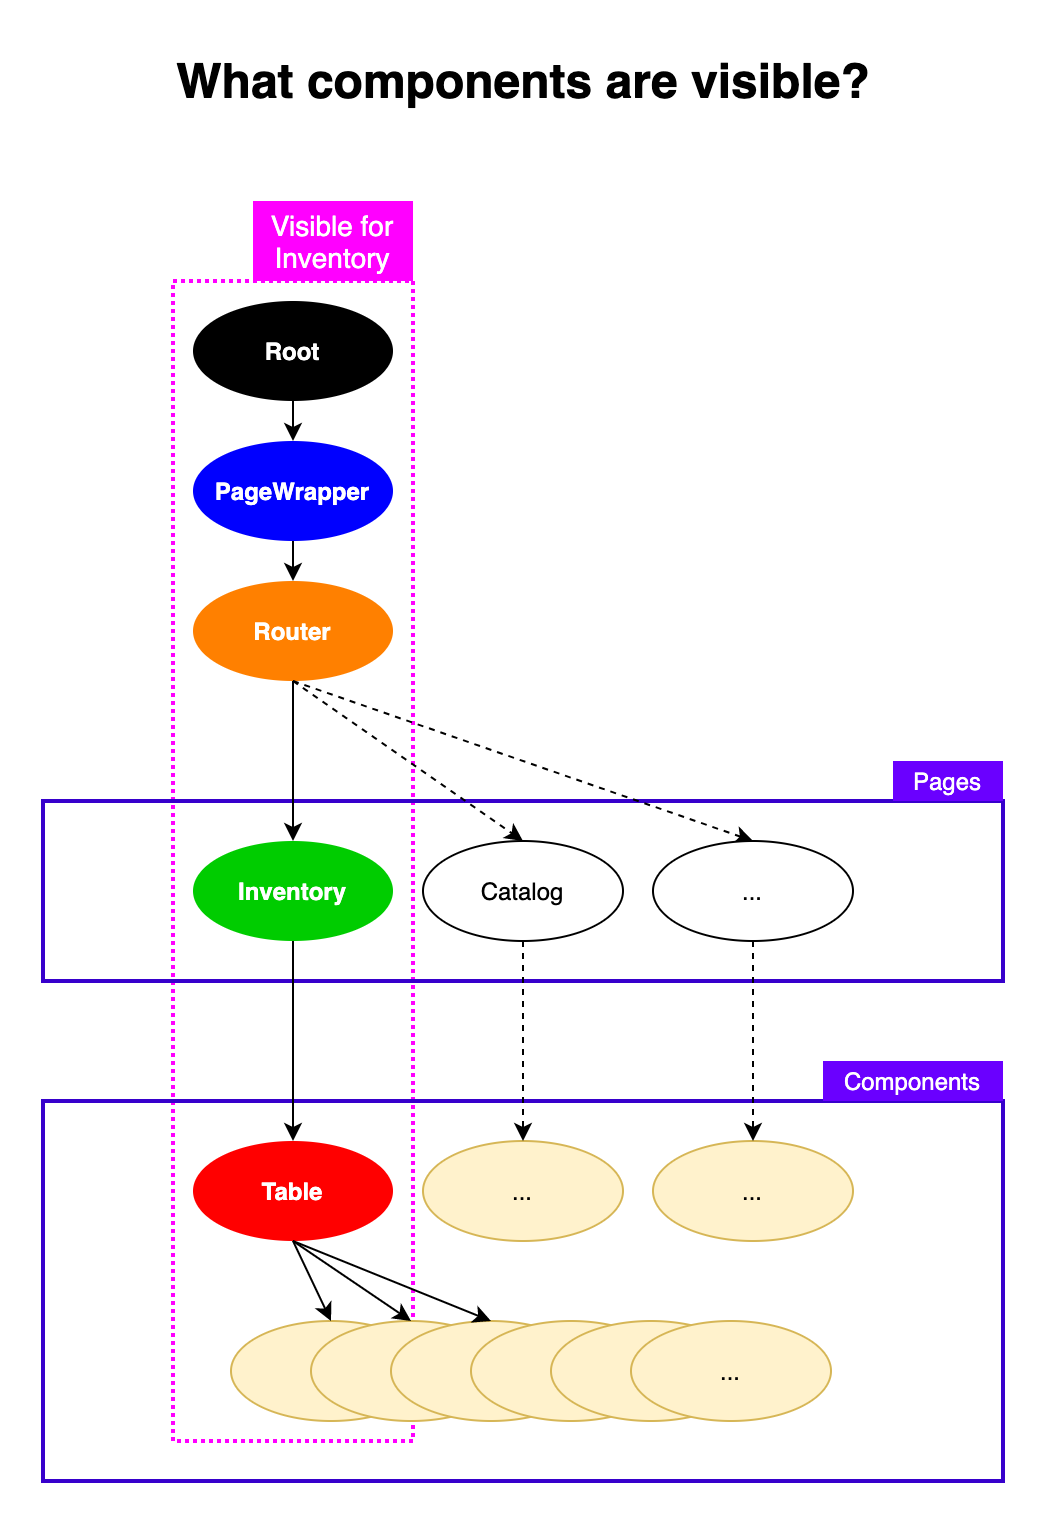 What components are visible?
Visible for
Inventory
Root
PageWrapper
Router
Pages
Inventory
Catalog
...
Components
Table
...
...
...